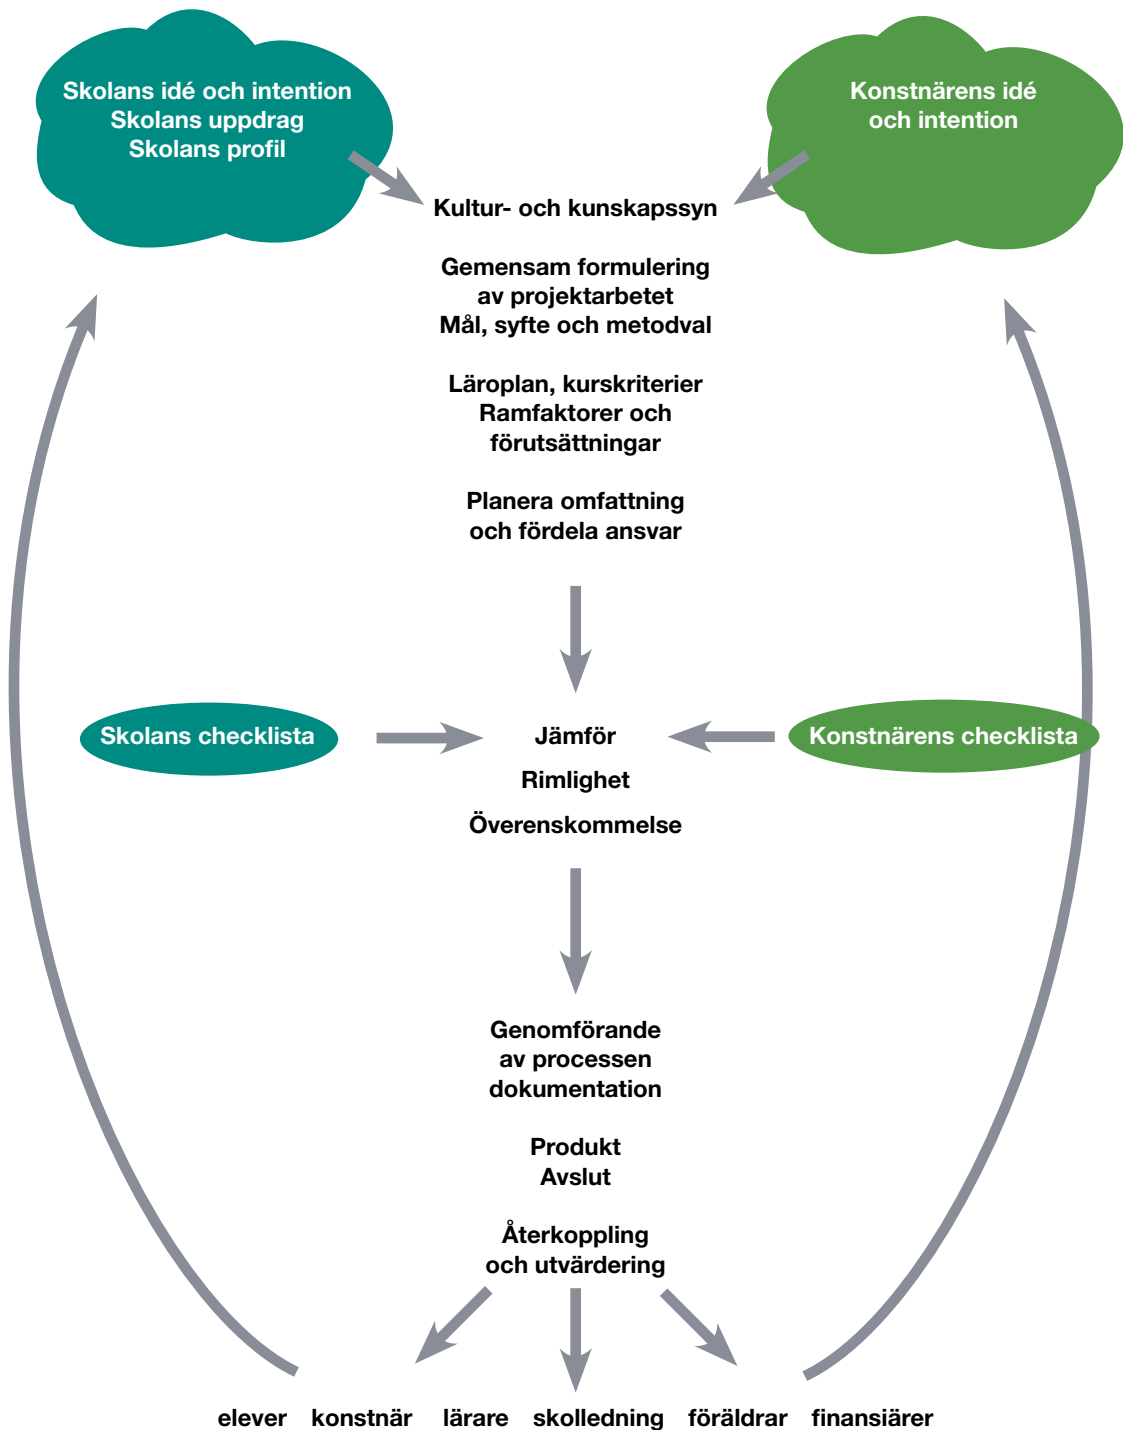 Skolans idé och intention
Skolans uppdrag
Skolans profil
Konstnärens idé
och intention
Kultur- och kunskapssyn
Gemensam formulering
av projektarbetet
Mål, syfte och metodval
Läroplan, kurskriterier
Ramfaktorer och
förutsättningar
Planera omfattning
och fördela ansvar
Skolans checklista
Jämför
Konstnärens checklista
Rimlighet
Överenskommelse
Genomförande
av processen
dokumentation
Produkt
Avslut
Återkoppling
och utvärdering
elever konstnär lärare skolledning föräldrar finansiärer